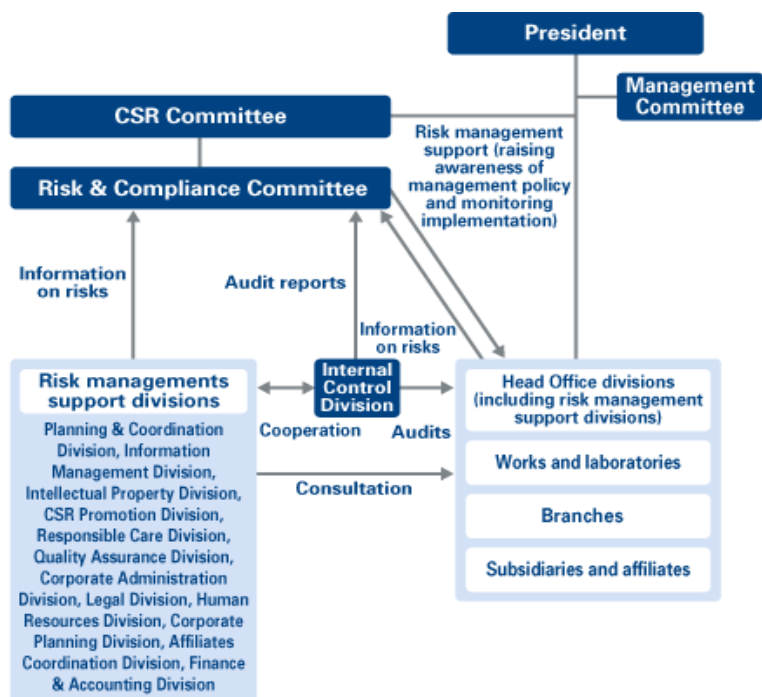 President
Management
Committee
CSR Committee
Risk management
support (raising
awareness of
management policy
and monitoring
implementation)
Risk & Compliance Committee
Information
on risks
Audit reports
Information
on risks
Risk managements
support divisions
Internal
Control
Division
Head Office divisions
(including risk management
support divisions)
Cooperation
Audits
Planning & Coordination
Division, Information
Management Division,
Intellectual Property Division,
CSR Promotion Division,
Responsible Care Division,
Quality Assurance Division,
Corporate Administration
Division, Legal Division, Human
Resources Division, Corporate
Planning Division, Affiliates
Coordination Division, Finance
& Accounting Division
Consultation
Works and laboratories
Branches
Subsidiaries and affiliates